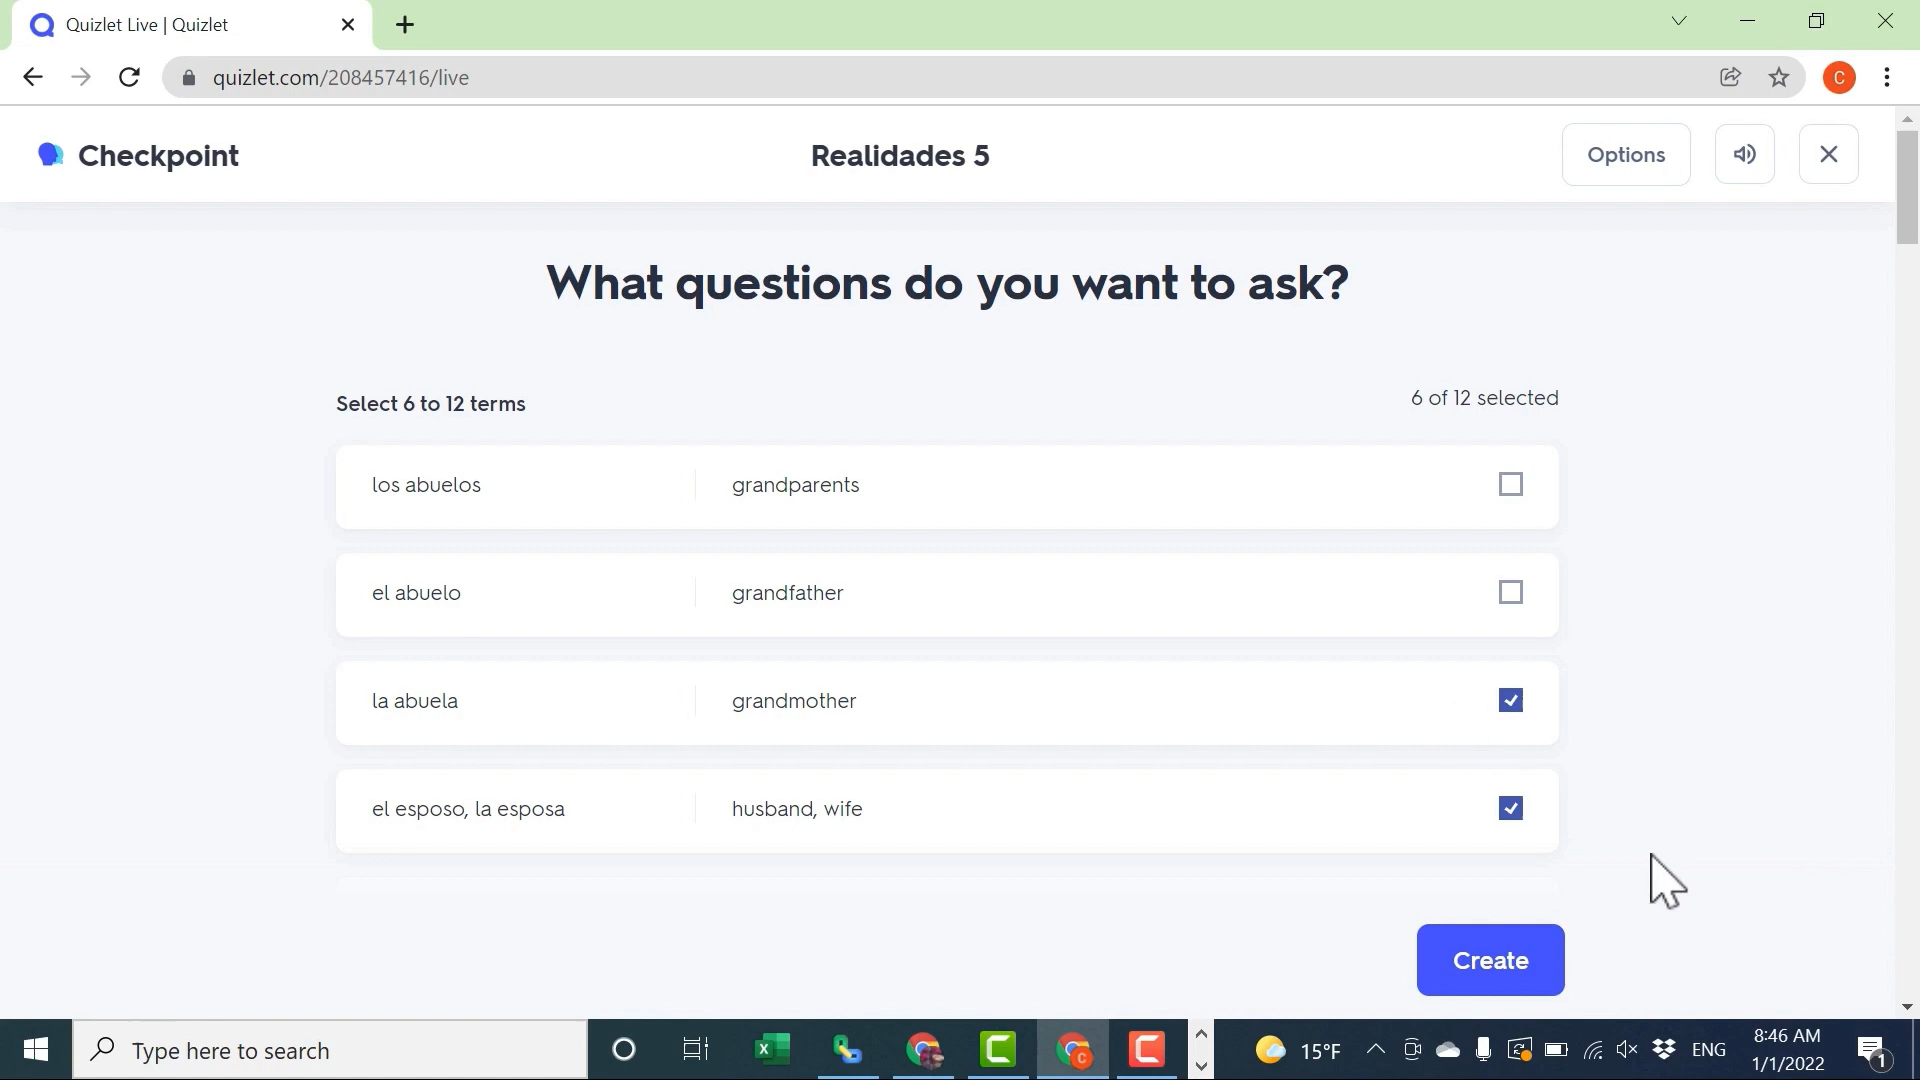 Quizlet Live | Quizlet
quizlet.com/208457416/live
C
Checkpoint
Realidades 5
Options
What questions do you want to ask?
Select 6 to 12 terms
6 of 12 selected
los abuelos grandparents
el abuelo grandfather
la abuela grandmother
el esposo, la esposa husband, wife
Create
Type here to search
15°F
ENG
8:46 AM
1/1/2022
1